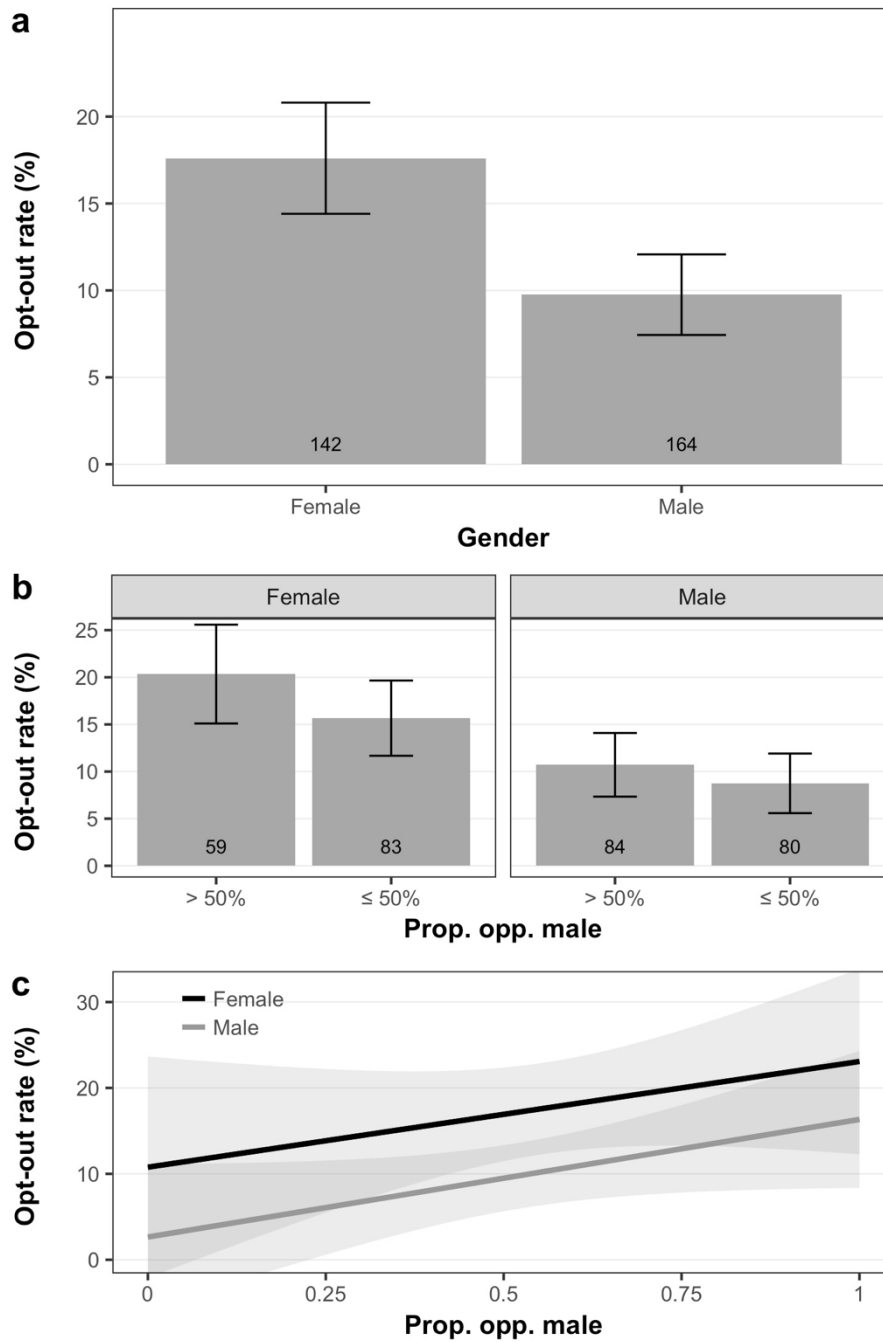 a
20
15
10
5
0
Opt-out rate (%)
142 164
Female Male
Gender
b
Female Male
25
20
15
10
5
0
Opt-out rate (%)
59 83 84 80
> 50% ≤ 50% > 50% ≤ 50%
Prop. opp. male
c
Female
Male
30
20
10
0
Opt-out rate (%)
0 0.25 0.5 0.75 1
Prop. opp. male